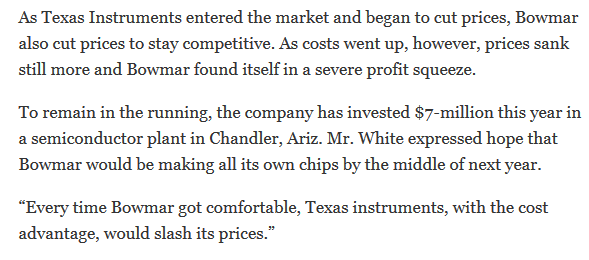 As Texas Instruments entered the market and began to cut prices, Bowmar
also cut prices to stay competitive. As costs went up, however, prices sank
still more and Bowmar found itself in a severe profit squeeze.
To remain in the running, the company has invested $7-million this year in
a semiconductor plant in Chandler, Ariz. Mr. White expressed hope that
Bowmar would be making all its own chips by the middle of next year.
“Every time Bowmar got comfortable, Texas instruments, with the cost
advantage, would slash its prices.”